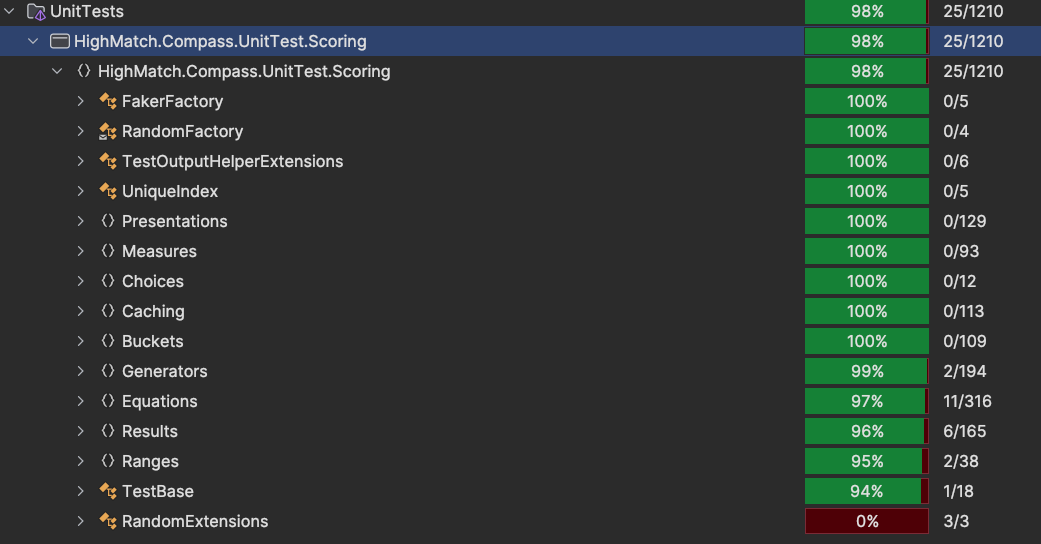 UnitTests 98% 25/1210
HighMatch.Compass.UnitTest.Scoring 98% 25/1210
HighMatch.Compass.UnitTest.Scoring 98% 25/1210
FakerFactory 100% 0/5
RandomFactory 100% 0/4
TestOutputHelperExtensions 100% 0/6
UniqueIndex 100% 0/5
Presentations 100% 0/129
Measures 100% 0/93
Choices 100% 0/12
Caching 100% 0/113
Buckets 100% 0/109
Generators 99% 2/194
Equations 97% 11/316
Results 96% 6/165
Ranges 95% 2/38
TestBase 94% 1/18
RandomExtensions 0% 3/3